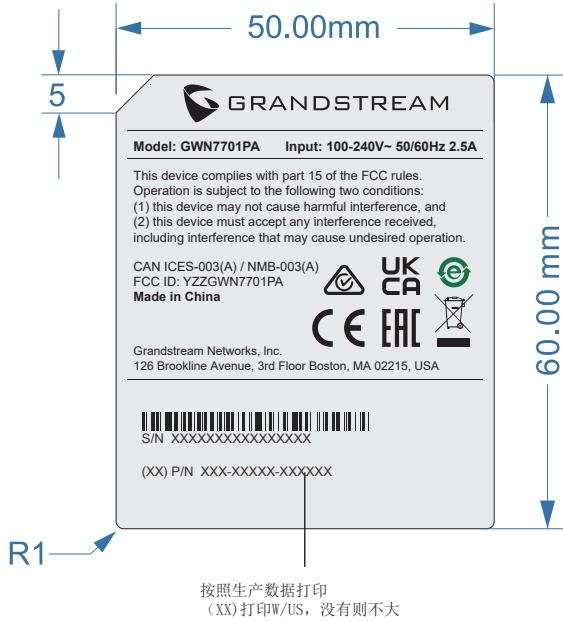 50.00mm
5
GRANDSTREAM
Model: GWN7701PA Input: 100-240V~ 50/60Hz 2.5A
This device complies with part 15 of the FCC rules.
Operation is subject to the following two conditions:
(1) this device may not cause harmful interference, and
(2) this device must accept any interference received,
including interference that may cause undesired operation.
CAN ICES-003(A) / NMB-003(A)
FCC ID: YZZGWN7701PA
Made in China
UK
CA
e
CE EAC
Grandstream Networks, Inc.
126 Brookline Avenue, 3rd Floor Boston, MA 02215, USA
60.00 mm
S/N XXXXXXXXXXXXXXXX
(XX) P/N XXX-XXXXX-XXXXXX
R1
按照生产数据打印
（XX)打印W/US，没有则不大